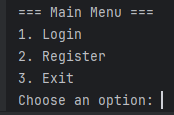 === Main Menu ===
1. Login
2. Register
3. Exit
Choose an option: